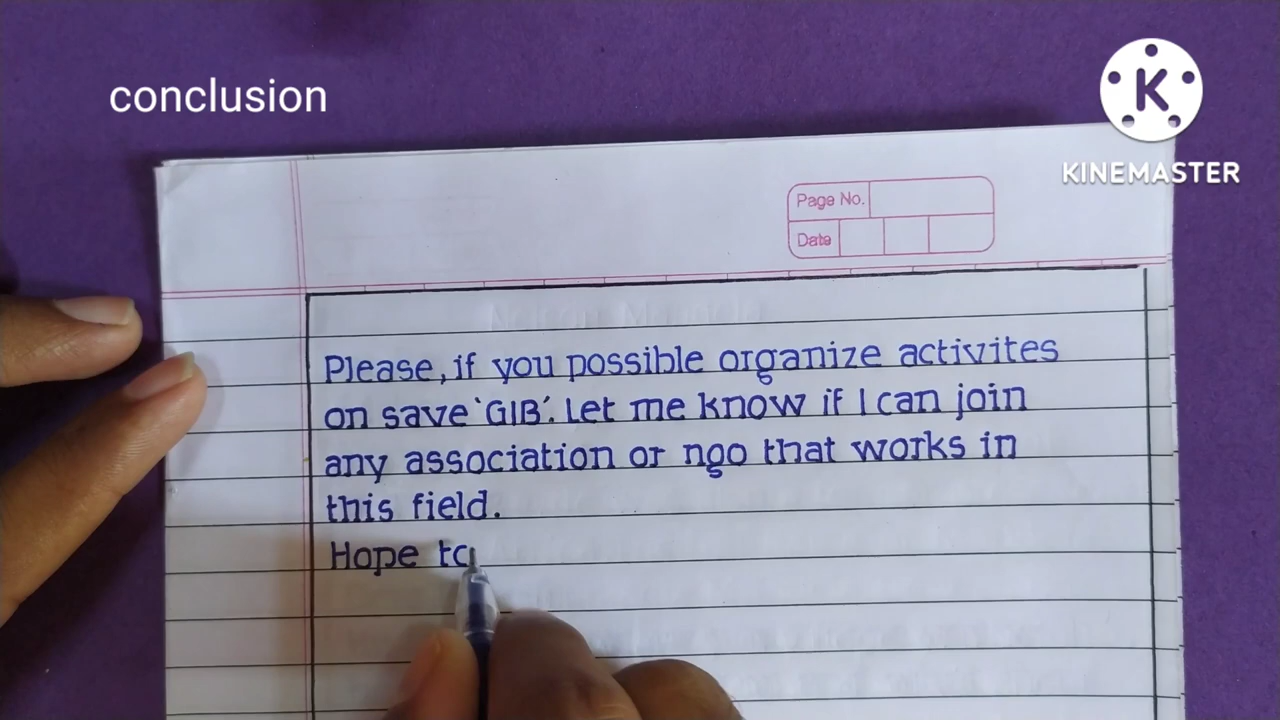 conclusion
K
KINEMASTER
Page No.
Date
Please, if you possible organize activites
on save 'GIB'. Let me know if I can join
any association or ngo that works in
this field.
Hope to